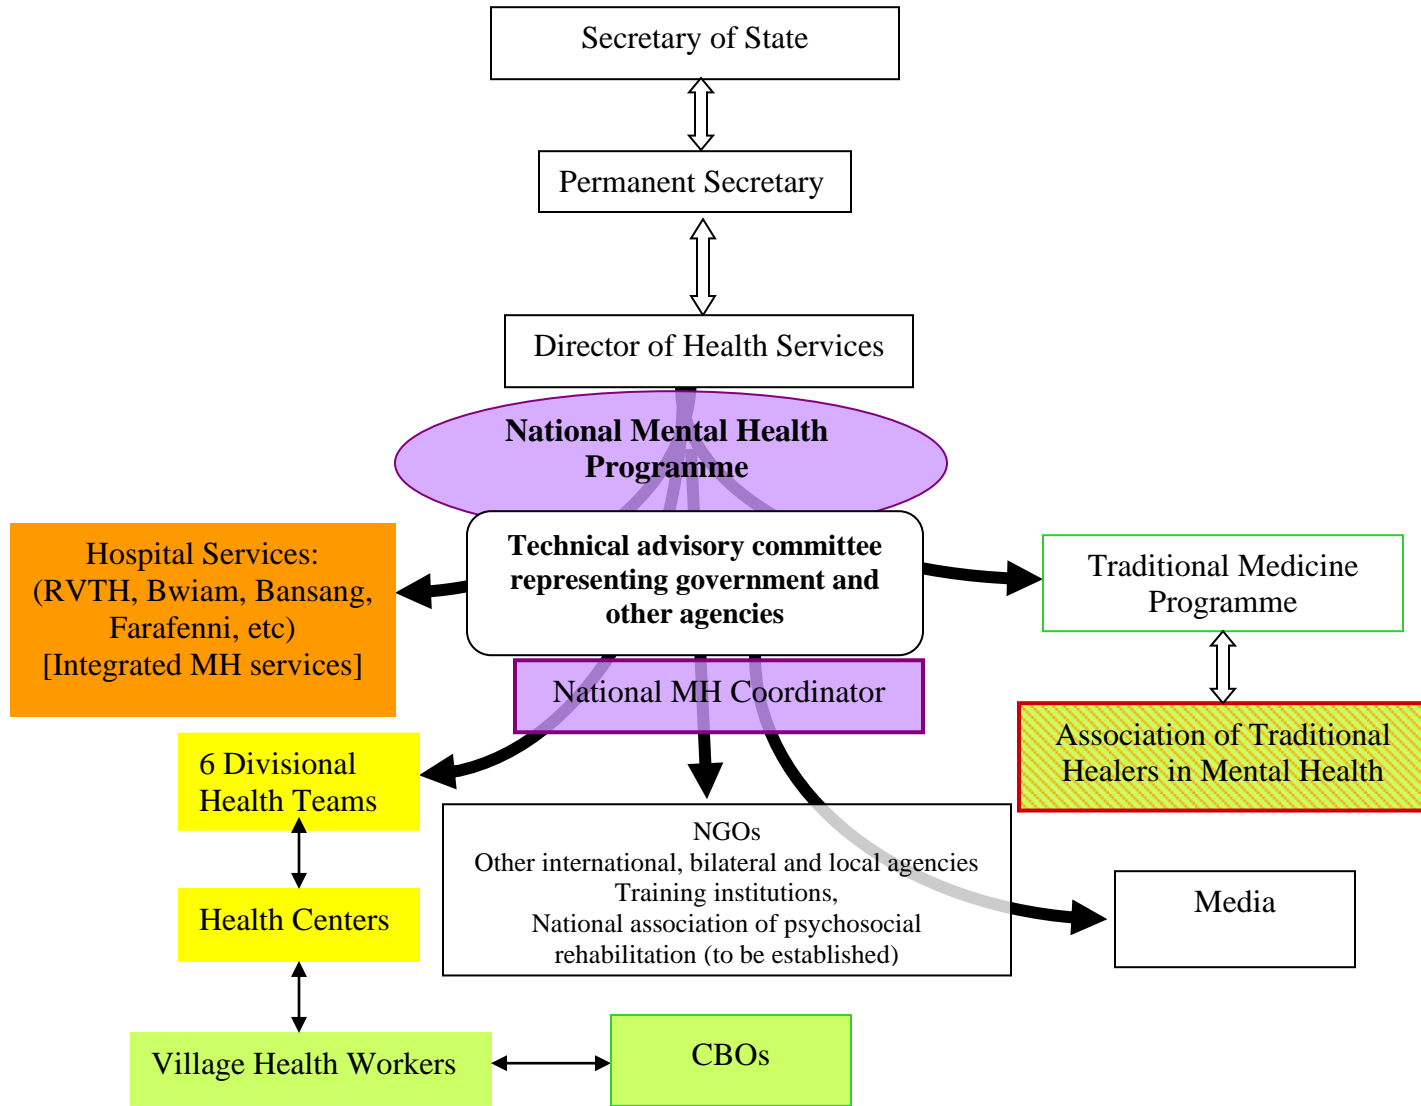 Secretary of State
Permanent Secretary
Director of Health Services
National Mental Health
Programme
Technical advisory committee
representing government and
other agencies
National MH Coordinator
Hospital Services:
(RVTH, Bwiam, Bansang,
Farafenni, etc)
[Integrated MH services]
Traditional Medicine
Programme
Association of Traditional
Healers in Mental Health
6 Divisional
Health Teams
Health Centers
Village Health Workers
CBOs
NGOs
Other international, bilateral and local agencies
Training institutions,
National association of psychosocial
rehabilitation (to be established)
Media